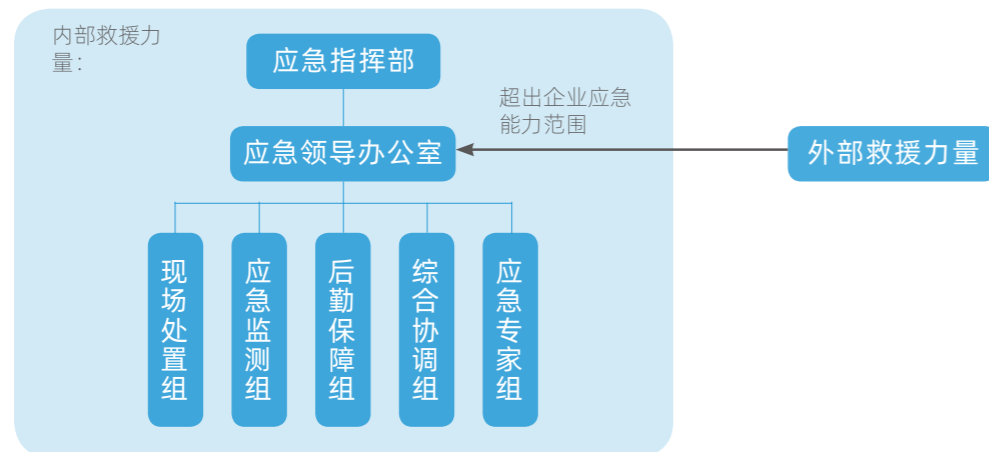 内部救援力
量：
应急指挥部
超出企业应急
能力范围
应急领导办公室
外部救援力量
现场处置组
应急监测组
后勤保障组
综合协调组
应急专家组